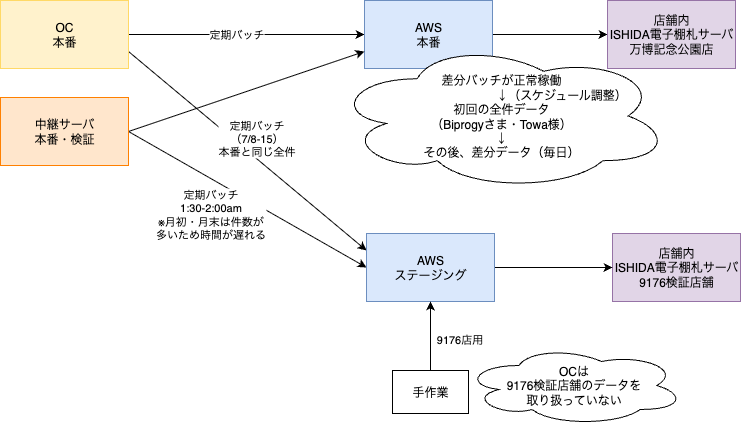 OC
本番
定期バッチ
AWS
本番
店舗内
ISHIDA電子棚札サーバ
万博記念公園店
差分バッチが正常稼働
↓（スケジュール調整）
初回の全件データ
（Biprogyさま・Towa様）
↓
その後、差分データ（毎日）
中継サーバ
本番・検証
定期バッチ
（7/8-15）
本番と同じ全件
定期バッチ
1:30-2:00am
※月初・月末は件数が
多いため時間が遅れる
AWS
ステージング
店舗内
ISHIDA電子棚札サーバ
9176検証店舗
9176店用
手作業
OCは
9176検証店舗のデータを
取り扱っていない